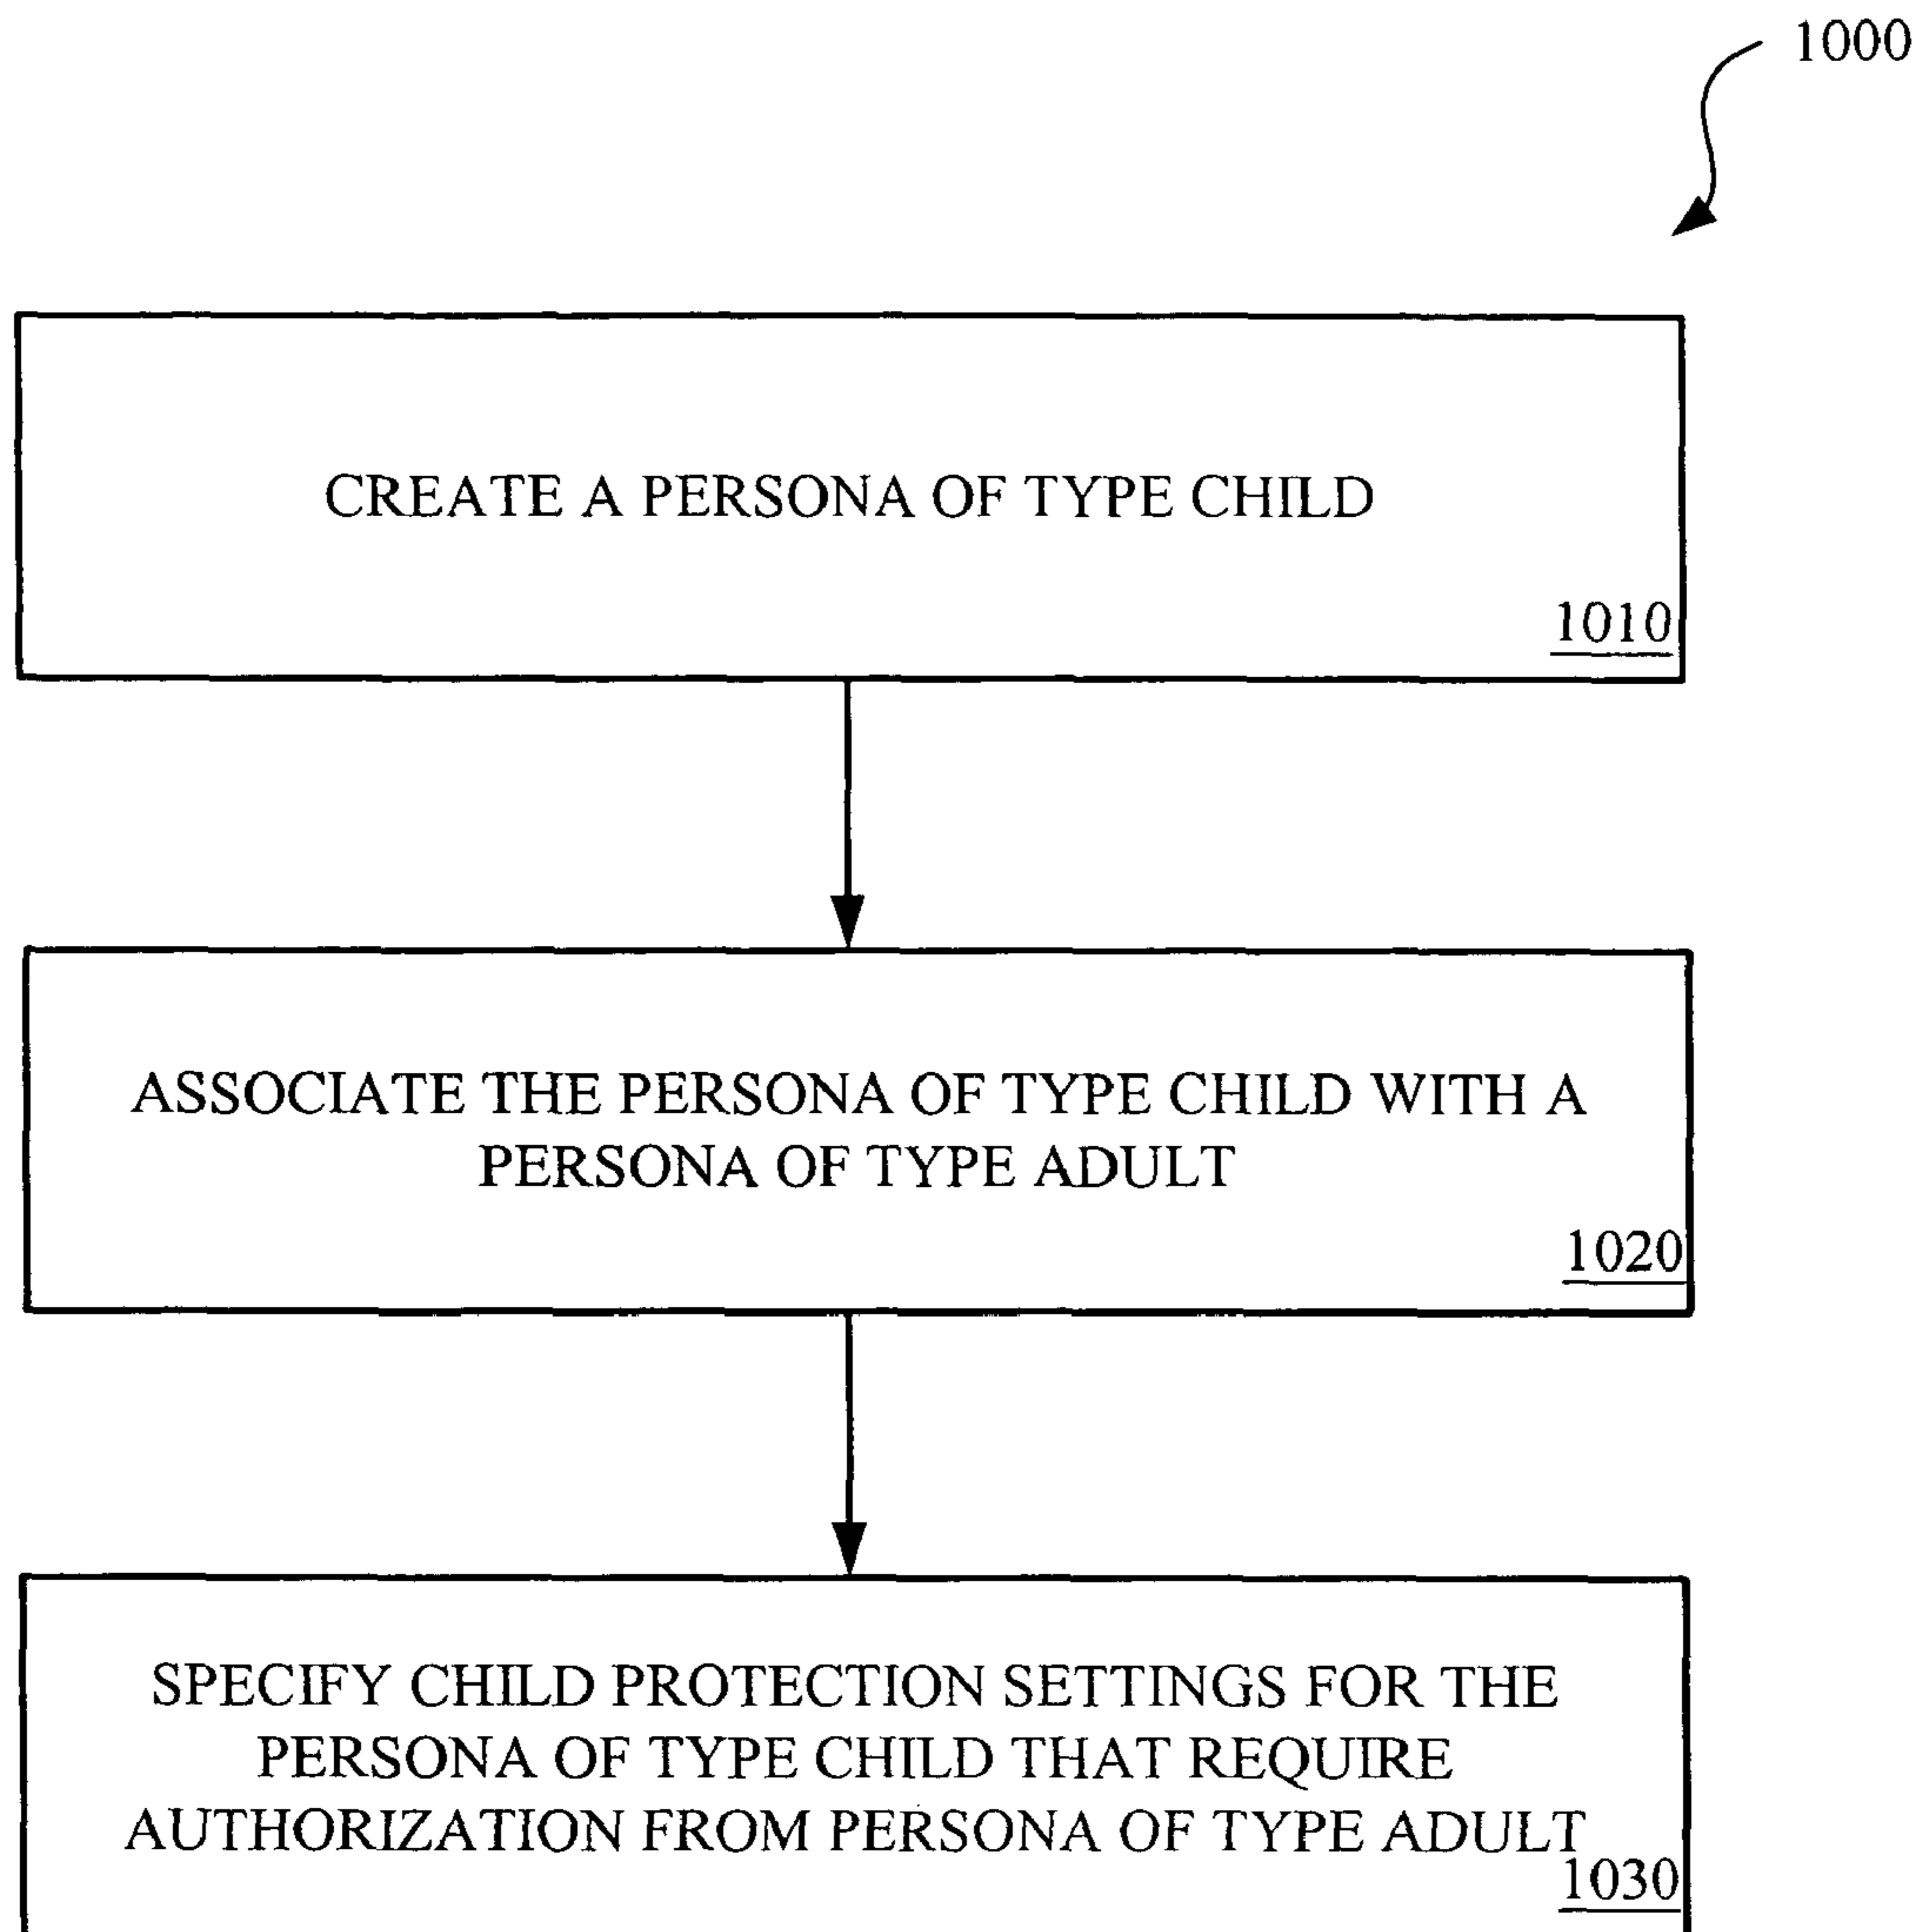 1000
CREATE A PERSONA OF TYPE CHILD
1010
ASSOCIATE THE PERSONA OF TYPE CHILD WITH A
PERSONA OF TYPE ADULT
1020
SPECIFY CHILD PROTECTION SETTINGS FOR THE
PERSONA OF TYPE CHILD THAT REQUIRE
AUTHORIZATION FROM PERSONA OF TYPE ADULT
1030